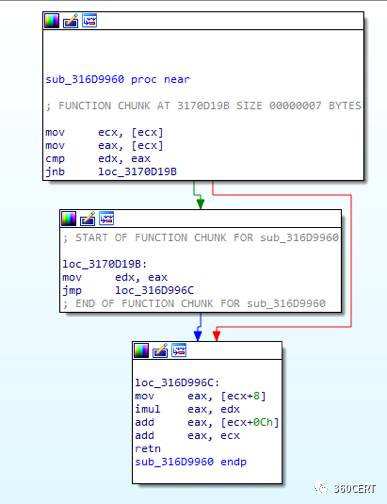 sub_316D9960 proc near
; FUNCTION CHUNK AT 3170D19B SIZE 00000007 BYTES
mov ecx, [ecx]
mov eax, [ecx]
cmp edx, eax
jnb loc_3170D19B
; START OF FUNCTION CHUNK FOR sub_316D9960
loc_3170D19B:
mov edx, eax
jmp loc_316D996C
; END OF FUNCTION CHUNK FOR sub_316D9960
loc_316D996C:
mov eax, [ecx+8]
imul eax, edx
add eax, [ecx+0Ch]
add eax, ecx
retn
sub_316D9960 endp
360CERT